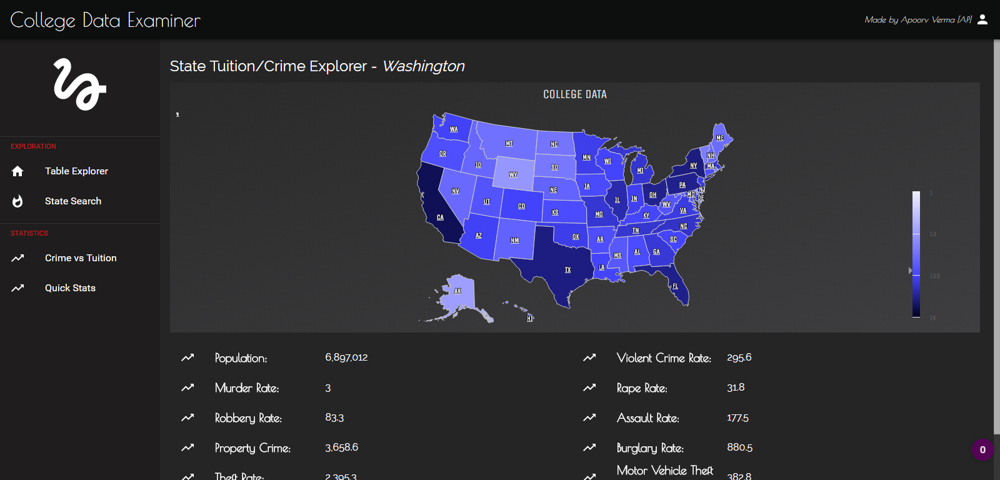 College Data Examiner
Made by Apoorv Verma [AP]
EXPLORATION
Table Explorer
State Search
STATISTICS
Crime vs Tuition
Quick Stats
State Tuition/Crime Explorer - Washington
COLLEGE DATA
WA
OR
CA
ID
NV
MT
WY
UT
AZ
CO
NM
ND
SD
NE
KS
OK
TX
MN
IA
MO
AR
LA
WI
IL
MS
MI
IN
KY
TN
AL
OH
WV
GA
FL
SC
NC
VA
PA
NY
MD
DE
NJ
MA
NH
ME
AK
HI
1
10
100
1K
Population: 6,897,012
Violent Crime Rate: 295.6
Murder Rate: 3
Rape Rate: 31.8
Robbery Rate: 83.3
Assault Rate: 177.5
Property Crime: 3,658.6
Burglary Rate: 880.5
Theft Rate: 2,395.3
Motor Vehicle Theft 382.8
0